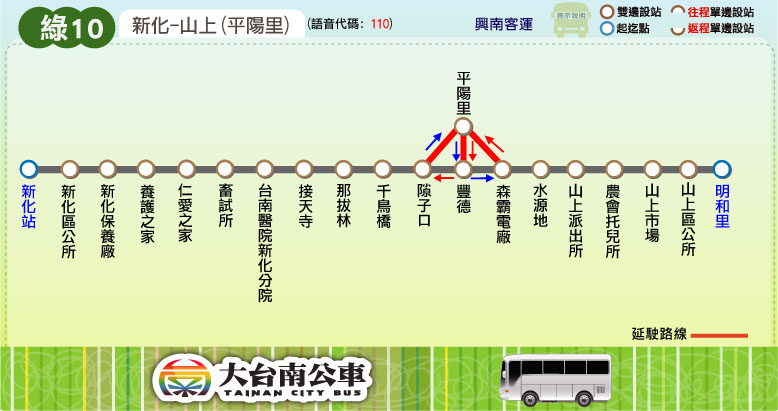 綠10
新化-山上(平陽里)
(語音代碼: 110)
興南客運
圖示說明
雙邊設站
起迄點
往程單邊設站
返程單邊設站
平陽里
新化站
新化區公所
新化保養廠
養護之家
仁愛之家
畜試所
台南醫院新化分院
接天寺
那拔林
千鳥橋
隙子口
豐德
森霸電廠
水源地
山上派出所
農會托兒所
山上市場
山上區公所
明和里
延駛路線
大台南公車
TAINAN CITY BUS